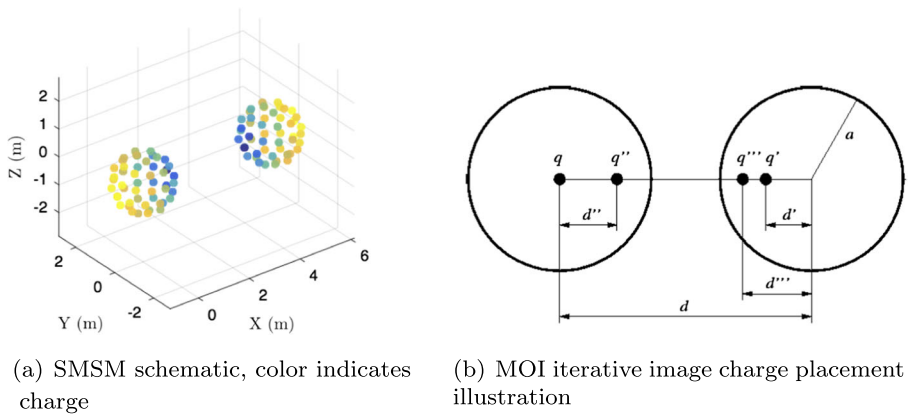 2
1
0
-1
-2
Z (m)
2
0
-2
Y (m)
0
2
4
6
X (m)
q
q''
q'''
q'
a
d''
d'
d'''
d
(a) SMSM schematic, color indicates
charge
(b) MOI iterative image charge placement
illustration